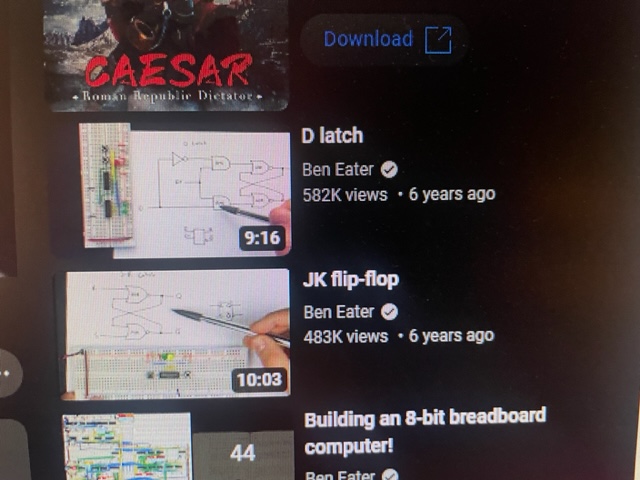 CAESAR
Roman Republic Dictator
Download
D latch
Ben Eater
582K views • 6 years ago
9:16
JK flip-flop
Ben Eater
483K views • 6 years ago
10:03
Building an 8-bit breadboard
computer!
Ben Eater
44